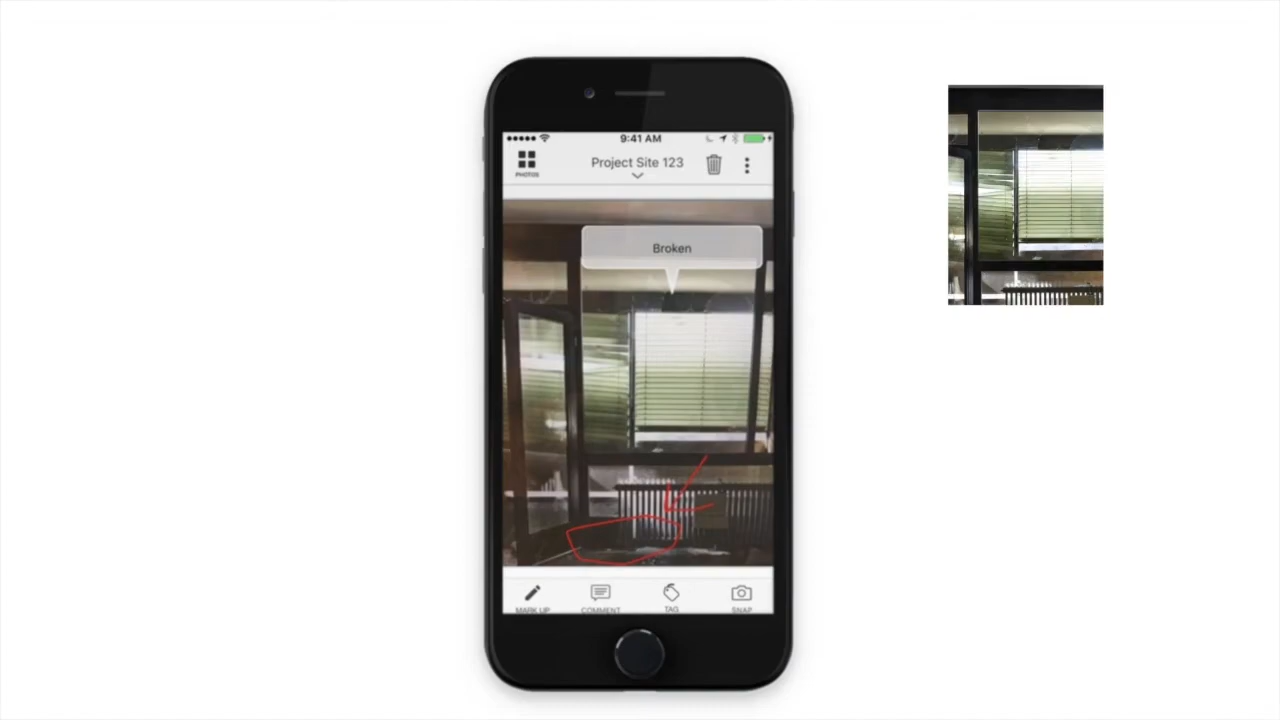 9:41 AM
PHOTOS
Project Site 123
Broken
MARK UP
COMMENT
TAG
SNAP